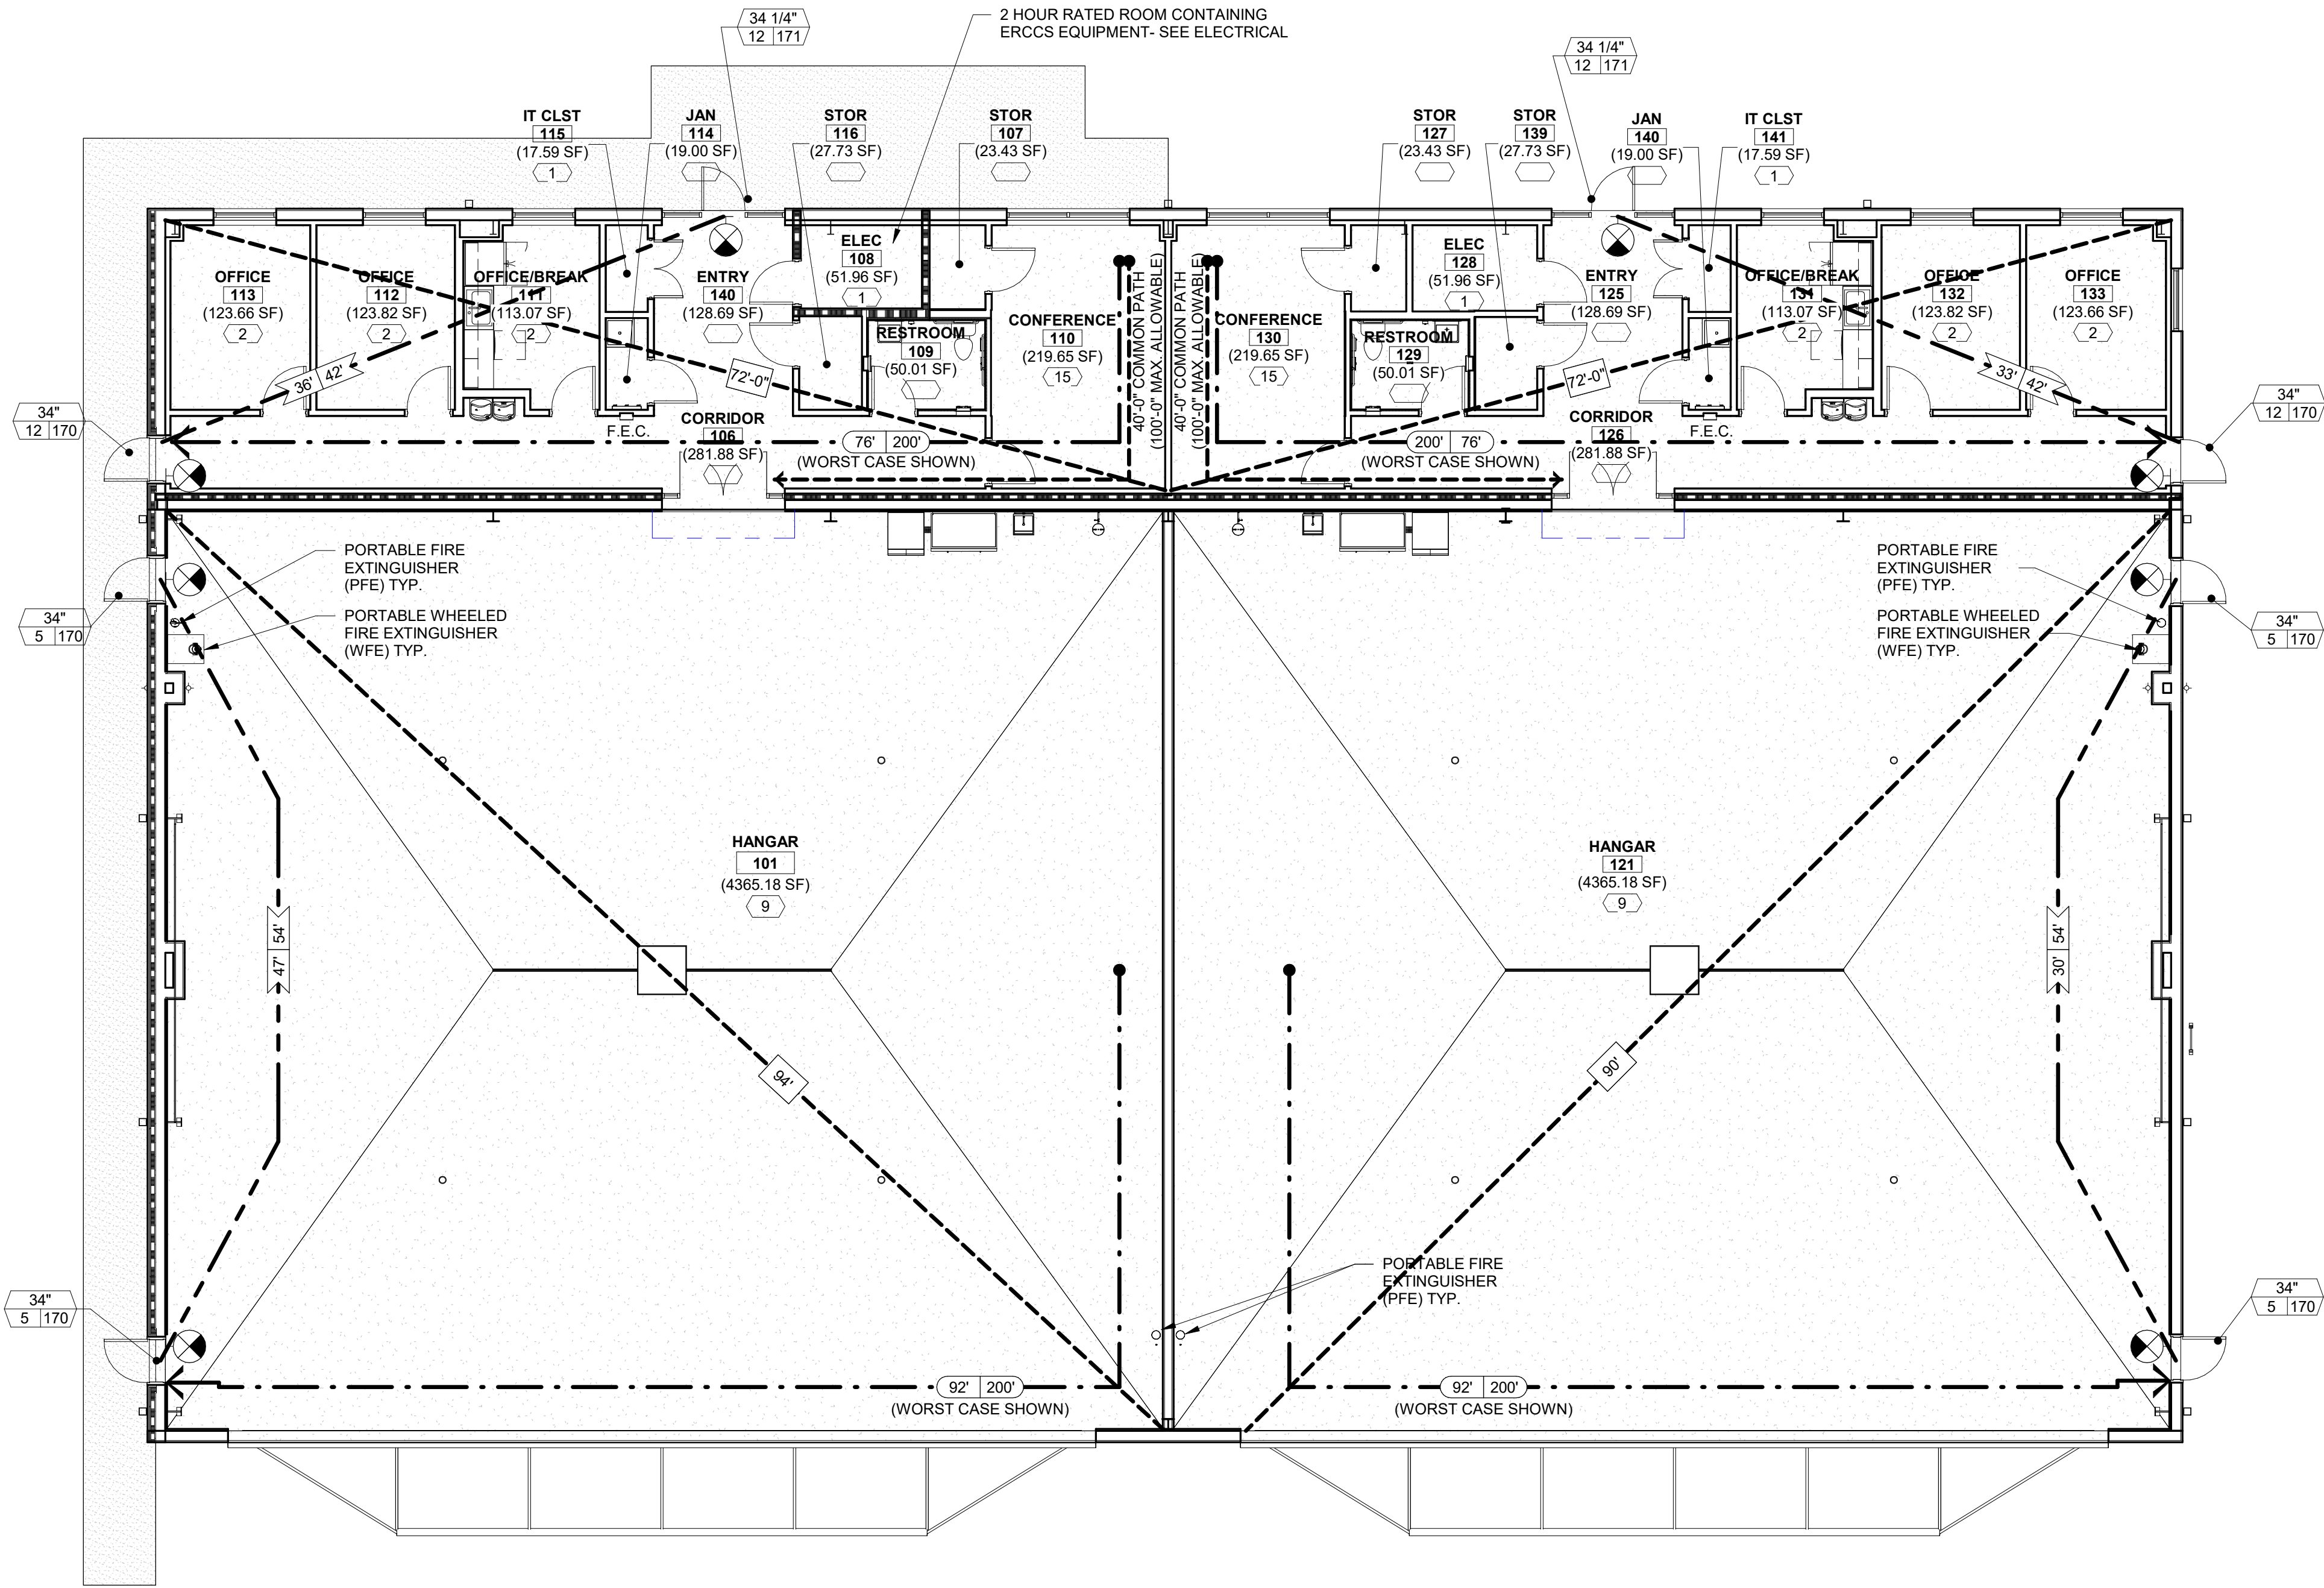 34 1/4"
12 171
2 HOUR RATED ROOM CONTAINING
ERCCS EQUIPMENT- SEE ELECTRICAL
34 1/4"
12 171
IT CLST
115
(17.59 SF)
1
JAN
114
(19.00 SF)
STOR
116
(27.73 SF)
STOR
107
(23.43 SF)
STOR
127
(23.43 SF)
STOR
139
(27.73 SF)
JAN
140
(19.00 SF)
IT CLST
141
(17.59 SF)
1
OFFICE
113
(123.66 SF)
2
OFFICE
112
(123.82 SF)
2
OFFICE/BREAK
111
(113.07 SF)
2
ENTRY
140
(128.69 SF)
ELEC
108
(51.96 SF)
1
RESTROOM
109
(50.01 SF)
CONFERENCE
110
(219.65 SF)
15
40'-0" COMMON PATH
(100'-0" MAX. ALLOWABLE)
40'-0" COMMON PATH
(100'-0" MAX. ALLOWABLE)
CONFERENCE
130
(219.65 SF)
15
RESTROOM
129
(50.01 SF)
ELEC
128
(51.96 SF)
1
ENTRY
125
(128.69 SF)
OFFICE/BREAK
131
(113.07 SF)
2
OFFICE
132
(123.82 SF)
2
OFFICE
133
(123.66 SF)
2
36' 42'
72'-0"
72'-0"
33' 42'
34"
12 170
F.E.C.
CORRIDOR
106
(281.88 SF)
76' 200'
(WORST CASE SHOWN)
200' 76'
(WORST CASE SHOWN)
CORRIDOR
126
(281.88 SF)
F.E.C.
34"
12 170
PORTABLE FIRE
EXTINGUISHER
(PFE) TYP.
PORTABLE WHEELED
FIRE EXTINGUISHER
(WFE) TYP.
34"
5 170
PORTABLE FIRE
EXTINGUISHER
(PFE) TYP.
PORTABLE WHEELED
FIRE EXTINGUISHER
(WFE) TYP.
34"
5 170
HANGAR
101
(4365.18 SF)
9
HANGAR
121
(4365.18 SF)
9
47' 54'
30' 54'
94'
90'
PORTABLE FIRE
EXTINGUISHER
(PFE) TYP.
34"
5 170
34"
5 170
92' 200'
(WORST CASE SHOWN)
92' 200'
(WORST CASE SHOWN)